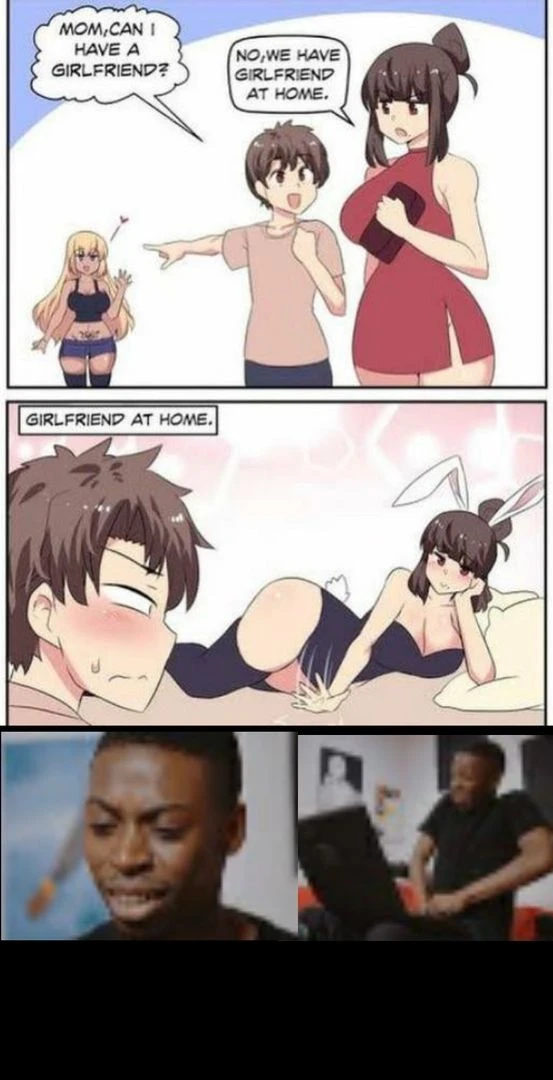 MOM,CAN I
HAVE A
GIRLFRIEND?
NO,WE HAVE
GIRLFRIEND
AT HOME.
GIRLFRIEND AT HOME.